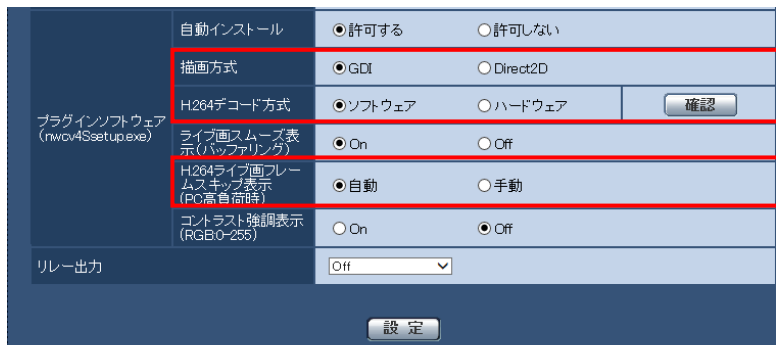 自動インストール ◉許可する ○許可しない
描画方式 ◉GDI ○Direct2D
H.264デコード方式 ◉ソフトウェア ○ハードウェア 確認
プラグインソフトウェア
(nwcv4Ssetup.exe)
ライブ画スムーズ表
示(バッファリング) ◉On ○Off
H.264ライブ画フレー
ムスキップ表示
(PC高負荷時) ◉自動 ○手動
コントラスト強調表示
(RGB:0-255) ○On ◉Off
リレー出力 Off
設定